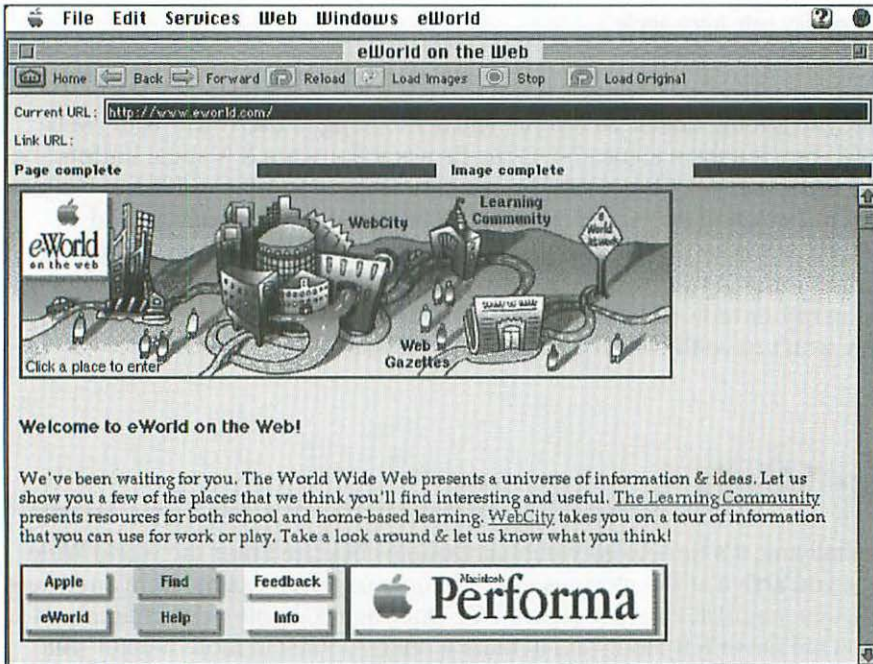 File Edit Services Web Windows eWorld
eWorld on the Web
Home Back Forward Reload Load Images Stop Load Original
Current URL: http://www.eworld.com/
Link URL:
Page complete Image complete
eWorld
on the web
WebCity
Learning
Community
Web
Gazettes
Click a place to enter
Welcome to eWorld on the Web!
We've been waiting for you. The World Wide Web presents a universe of information & ideas. Let us
show you a few of the places that we think you'll find interesting and useful. The Learning Community
presents resources for both school and home-based learning. WebCity takes you on a tour of information
that you can use for work or play. Take a look around & let us know what you think!
Apple Find Feedback
eWorld Help Info
Macintosh
Performa